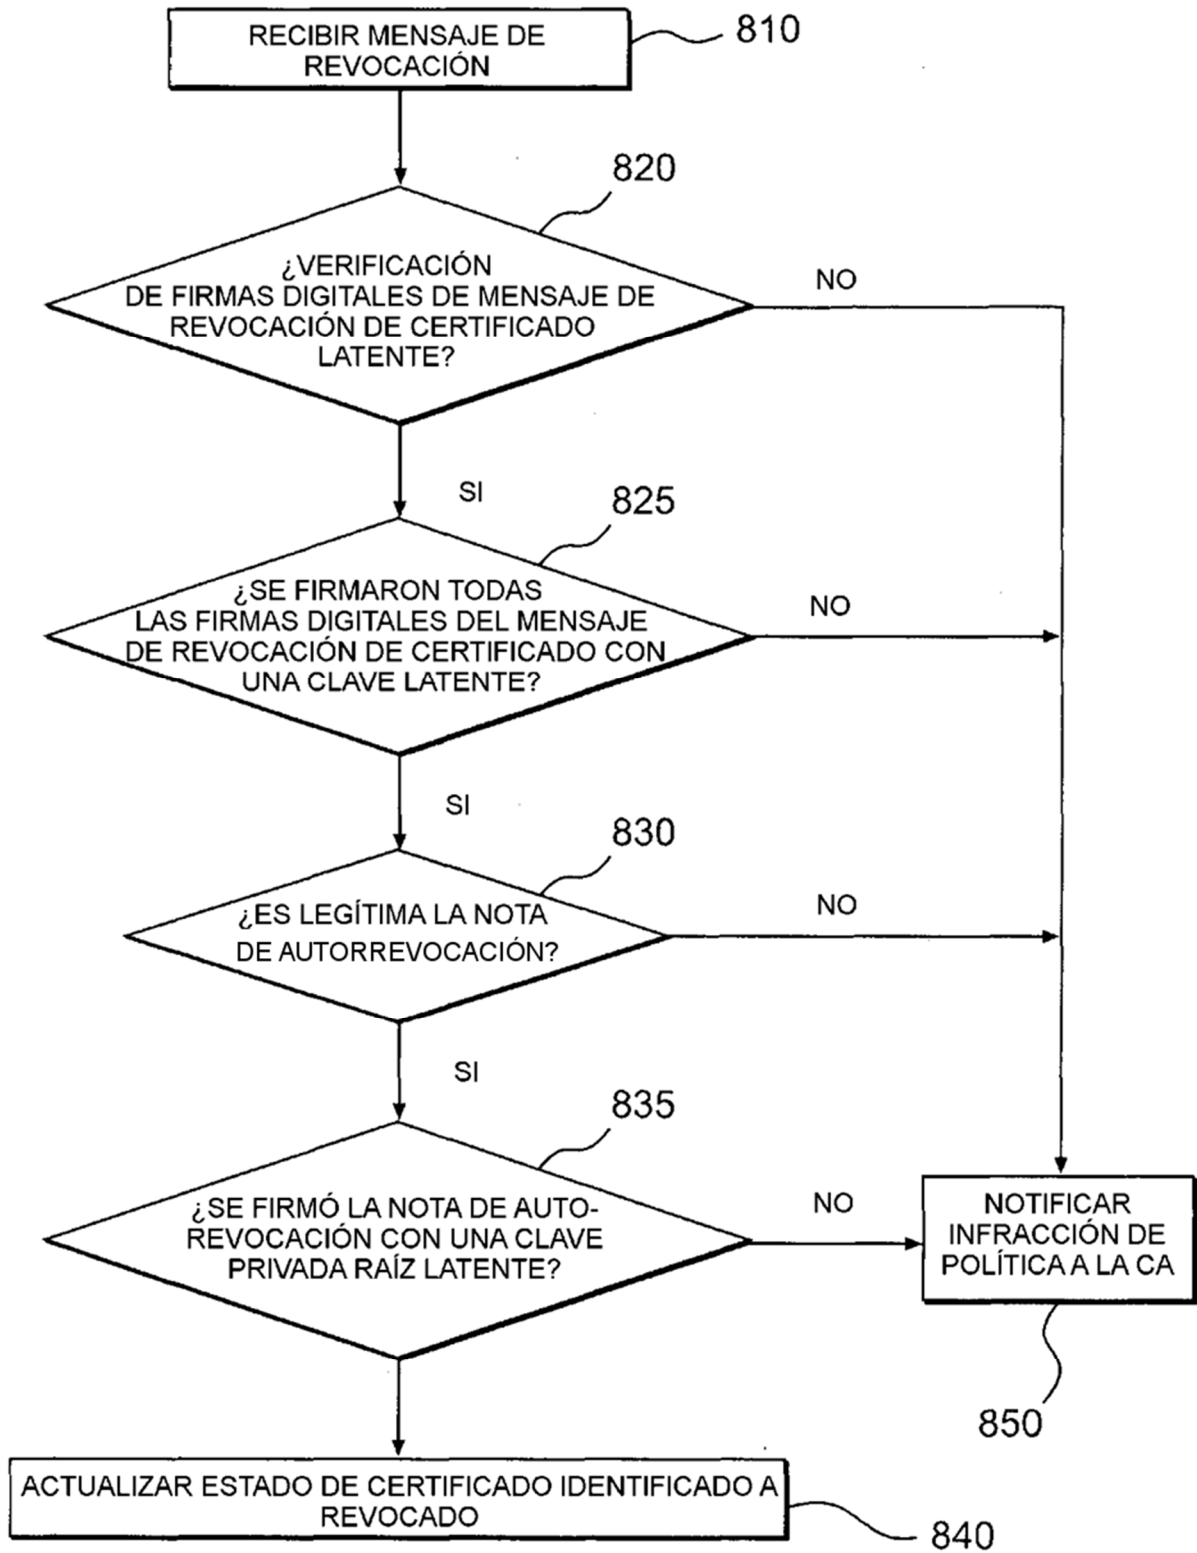 RECIBIR MENSAJE DE
REVOCACIÓN
810
820
¿VERIFICACIÓN
DE FIRMAS DIGITALES DE MENSAJE DE
REVOCACIÓN DE CERTIFICADO
LATENTE?
NO
SI
825
¿SE FIRMARON TODAS
LAS FIRMAS DIGITALES DEL MENSAJE
DE REVOCACIÓN DE CERTIFICADO CON
UNA CLAVE LATENTE?
NO
SI
830
¿ES LEGÍTIMA LA NOTA
DE AUTORREVOCACIÓN?
NO
SI
835
¿SE FIRMÓ LA NOTA DE AUTO-
REVOCACIÓN CON UNA CLAVE
PRIVADA RAÍZ LATENTE?
NO
NOTIFICAR
INFRACCIÓN DE
POLÍTICA A LA CA
850
ACTUALIZAR ESTADO DE CERTIFICADO IDENTIFICADO A
REVOCADO
840